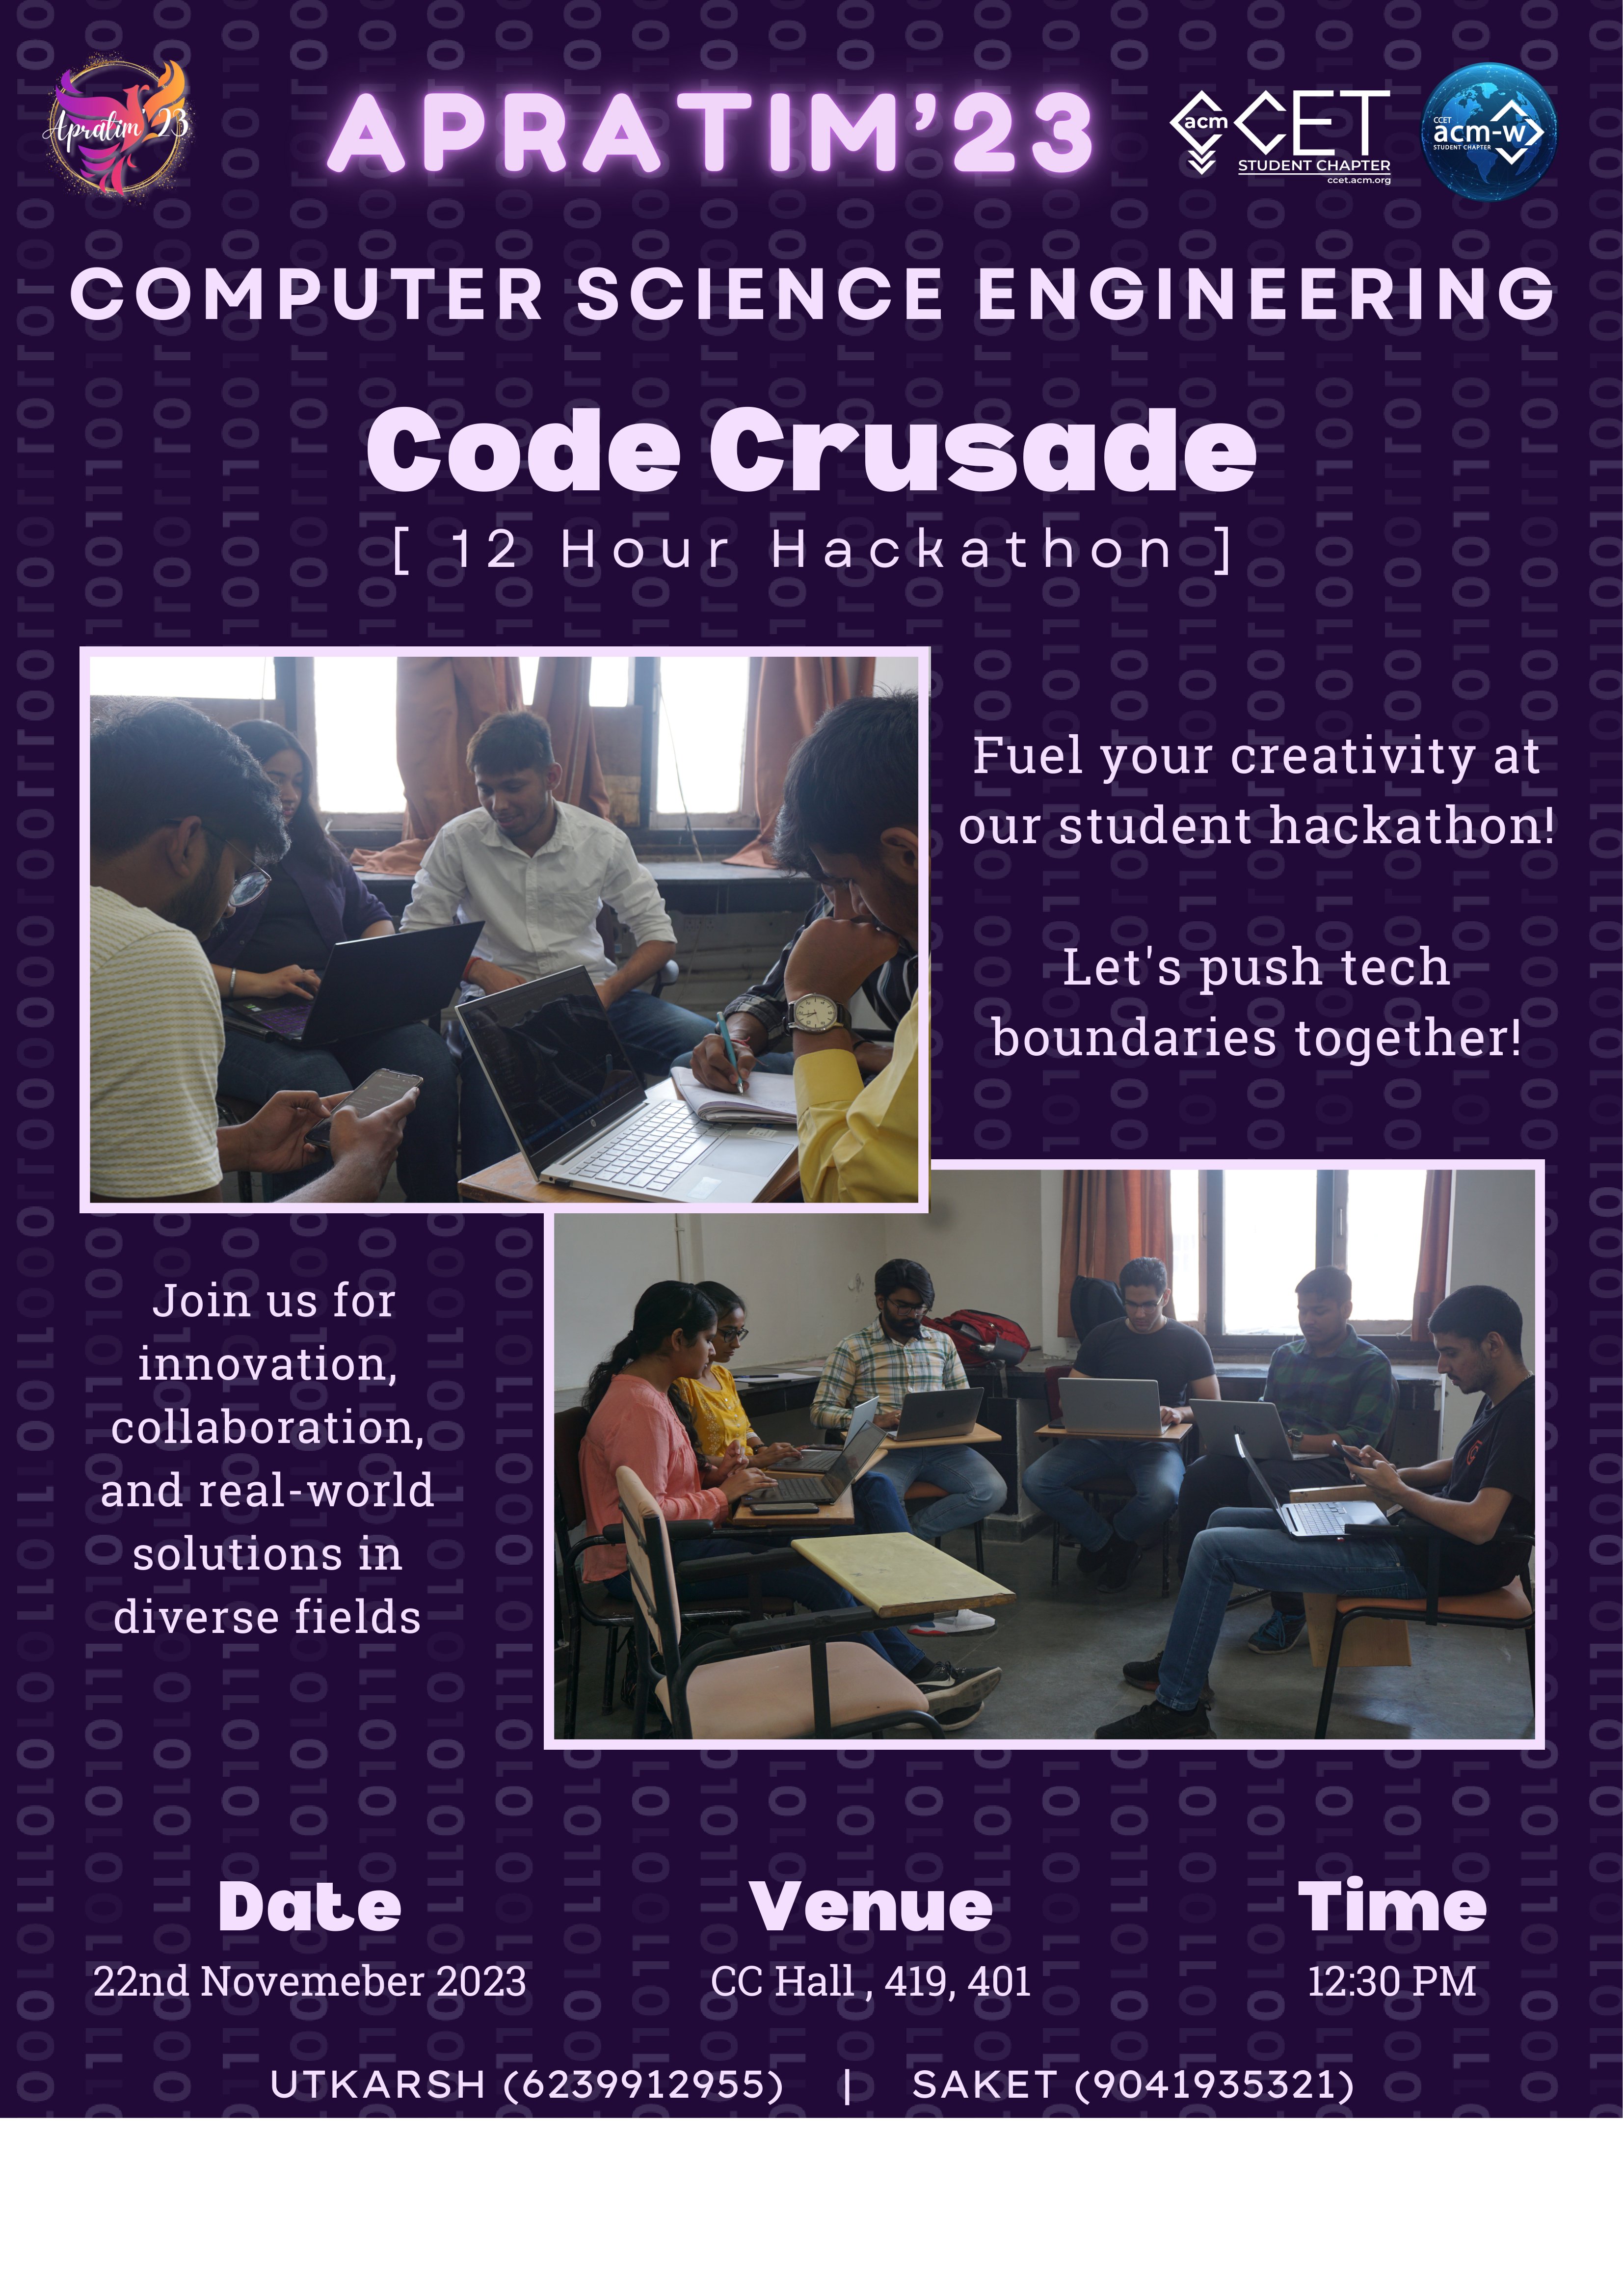 Apratim'23
APRATIM'23
acm CCET
STUDENT CHAPTER
ccet.acm.org
CCET
acm-w
STUDENT CHAPTER
COMPUTER SCIENCE ENGINEERING
Code Crusade
[ 12 Hour Hackathon ]
Fuel your creativity at
our student hackathon!
Let's push tech
boundaries together!
Join us for
innovation,
collaboration,
and real-world
solutions in
diverse fields
Date
22nd Novemeber 2023
Venue
CC Hall , 419, 401
Time
12:30 PM
UTKARSH (6239912955) | SAKET (9041935321)